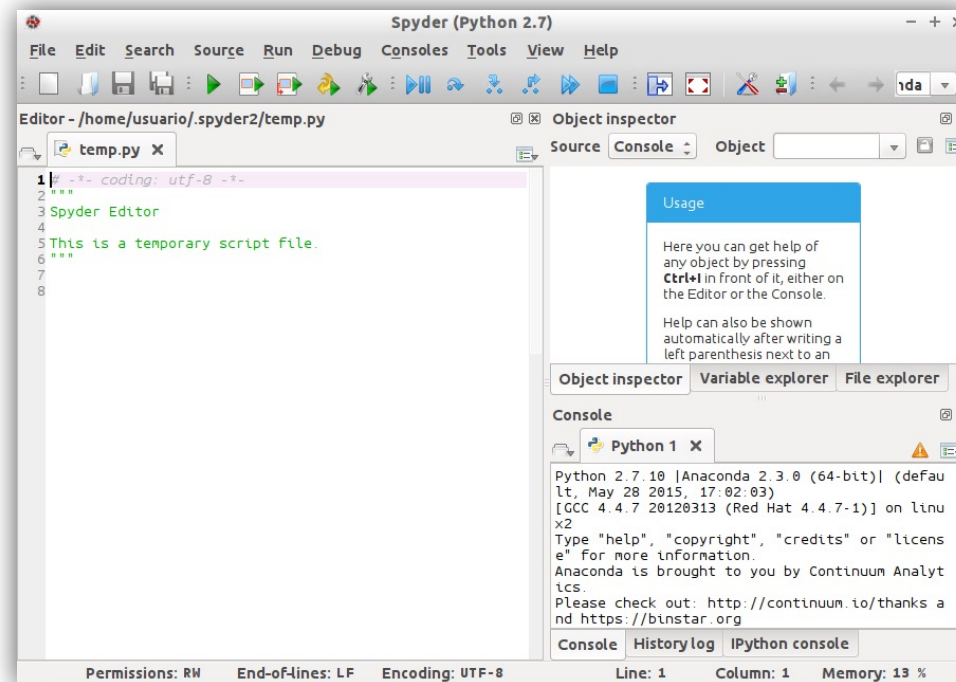 Spyder (Python 2.7)
File Edit Search Source Run Debug Consoles Tools View Help
Editor - /home/usuario/.spyder2/temp.py
temp.py
1 # -*- coding: utf-8 -*-
2 """
3 Spyder Editor
4
5 This is a temporary script file.
6 """
7
8
Object inspector
Source Console Object
Usage
Here you can get help of
any object by pressing
Ctrl+I in front of it, either on
the Editor or the Console.
Help can also be shown
automatically after writing a
left parenthesis next to an
Object inspector Variable explorer File explorer
Console
Python 1
Python 2.7.10 |Anaconda 2.3.0 (64-bit)| (defau
lt, May 28 2015, 17:02:03)
[GCC 4.4.7 20120313 (Red Hat 4.4.7-1)] on linu
x2
Type "help", "copyright", "credits" or "licens
e" for more information.
Anaconda is brought to you by Continuum Analyt
ics.
Please check out: http://continuum.io/thanks a
nd https://binstar.org
Console History log IPython console
Permissions: RW End-of-lines: LF Encoding: UTF-8 Line: 1 Column: 1 Memory: 13 %